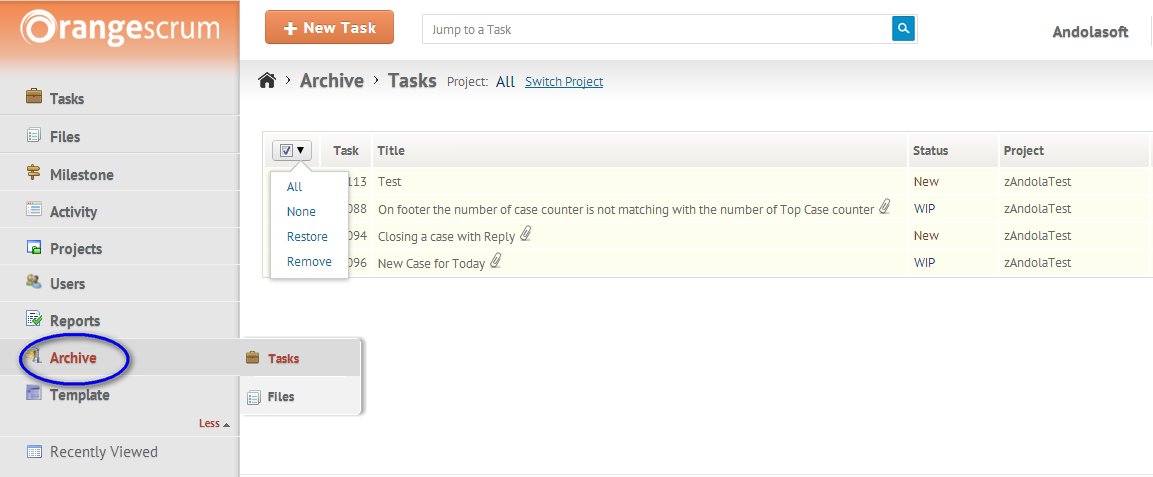 Orangescrum
+ New Task
Jump to a Task
Andolasoft
Archive › Tasks Project: All Switch Project
Tasks
Files
Milestone
Activity
Projects
Users
Reports
Archive
Template
Less
Recently Viewed
Tasks
Files
Task Title Status Project
113 Test New zAndolaTest
088 On footer the number of case counter is not matching with the number of Top Case counter WIP zAndolaTest
094 Closing a case with Reply New zAndolaTest
096 New Case for Today WIP zAndolaTest
All
None
Restore
Remove